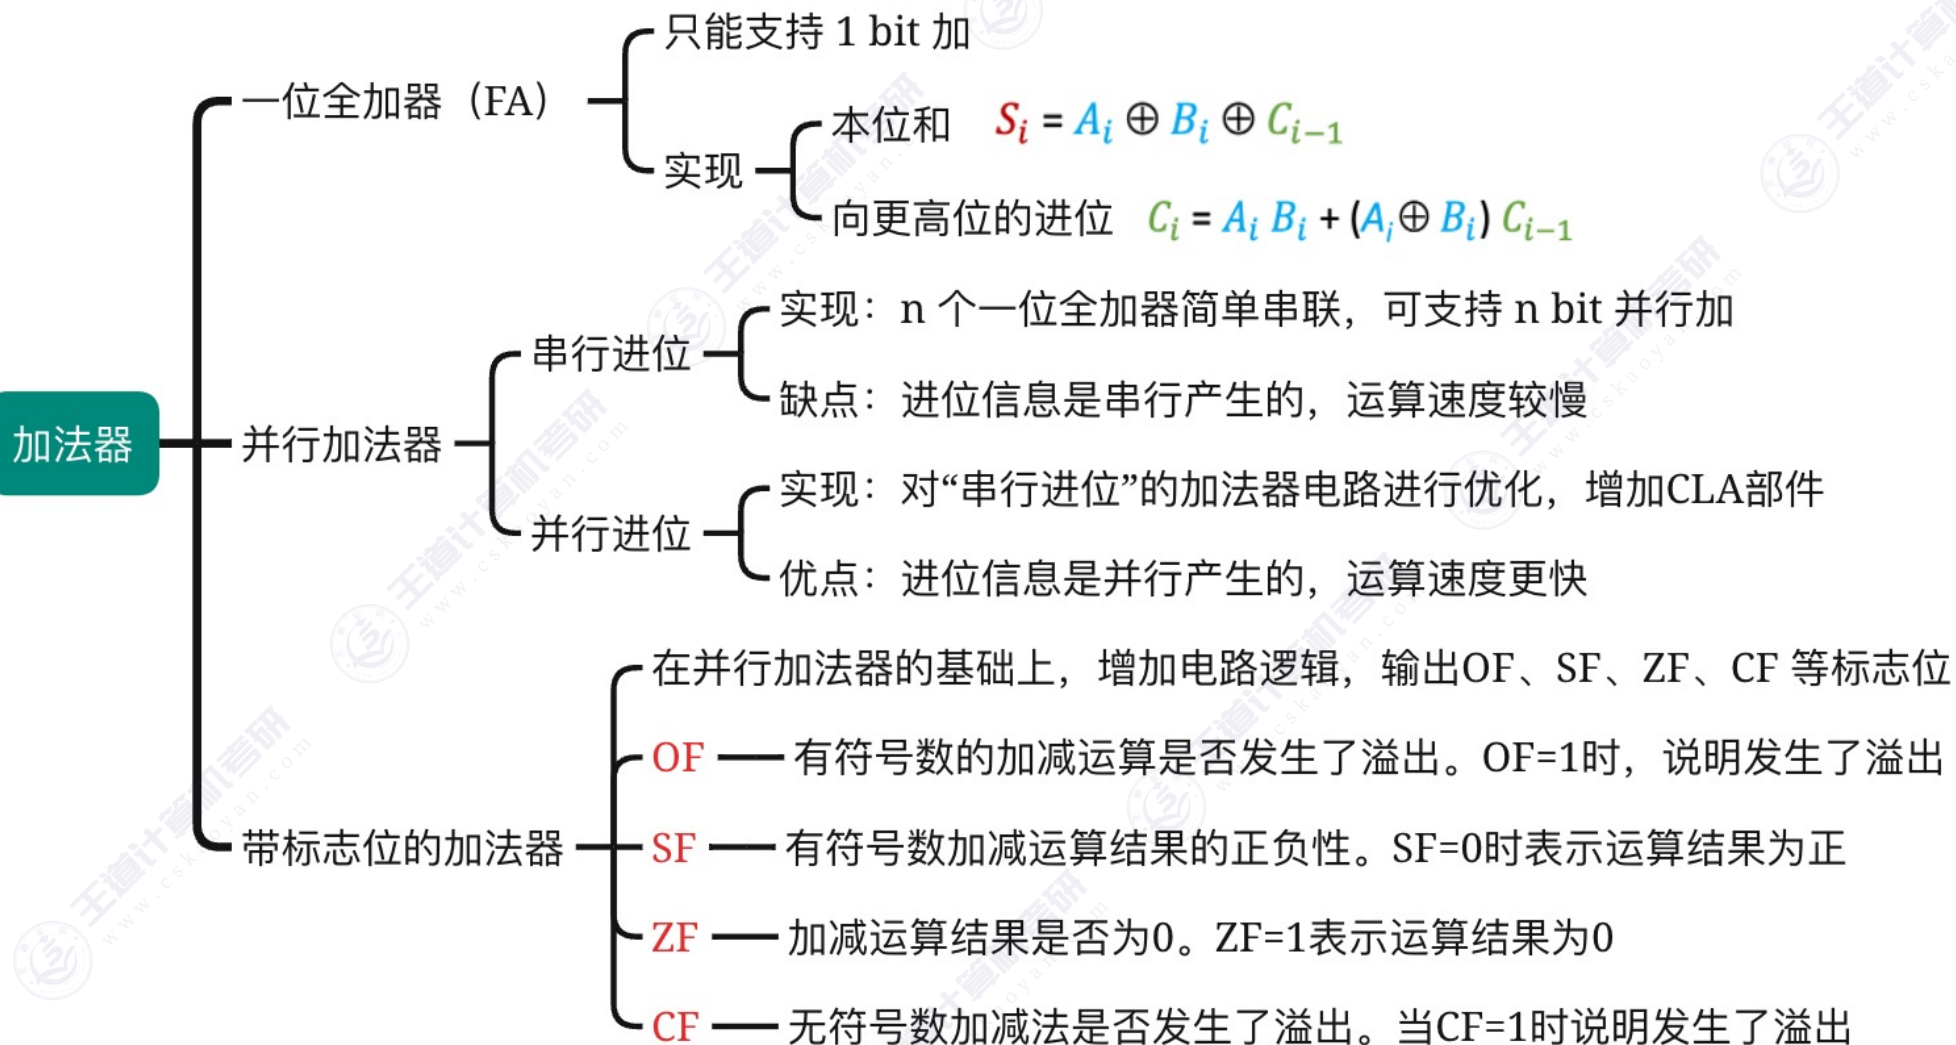 只能支持 1 bit 加
一位全加器（FA）
本位和 Sᵢ = Aᵢ ⊕ Bᵢ ⊕ Cᵢ₋₁
实现
向更高位的进位 Cᵢ = Aᵢ Bᵢ + (Aᵢ⊕ Bᵢ) Cᵢ₋₁
实现：n 个一位全加器简单串联，可支持 n bit 并行加
串行进位
缺点：进位信息是串行产生的，运算速度较慢
加法器
并行加法器
实现：对“串行进位”的加法器电路进行优化，增加CLA部件
并行进位
优点：进位信息是并行产生的，运算速度更快
在并行加法器的基础上，增加电路逻辑，输出OF、SF、ZF、CF 等标志位
OF 有符号数的加减运算是否发生了溢出。OF=1时，说明发生了溢出
带标志位的加法器
SF 有符号数加减运算结果的正负性。SF=0时表示运算结果为正
ZF 加减运算结果是否为0。ZF=1表示运算结果为0
CF 无符号数加减法是否发生了溢出。当CF=1时说明发生了溢出
王道计算机考研
www.cskaoyan.com